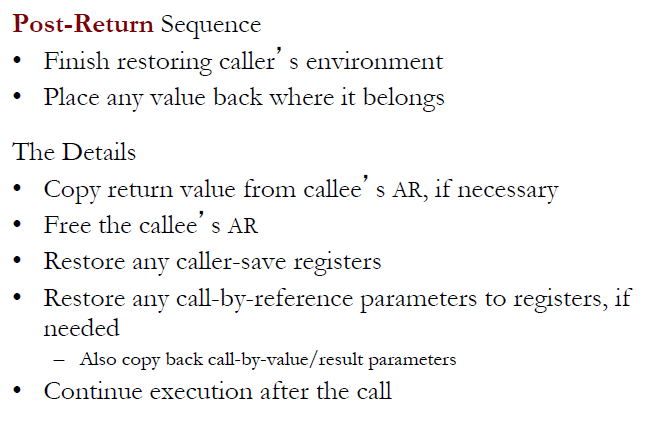 Post-Return Sequence
• Finish restoring caller’s environment
• Place any value back where it belongs
The Details
• Copy return value from callee’s AR, if necessary
• Free the callee’s AR
• Restore any caller-save registers
• Restore any call-by-reference parameters to registers, if
needed
– Also copy back call-by-value/result parameters
• Continue execution after the call